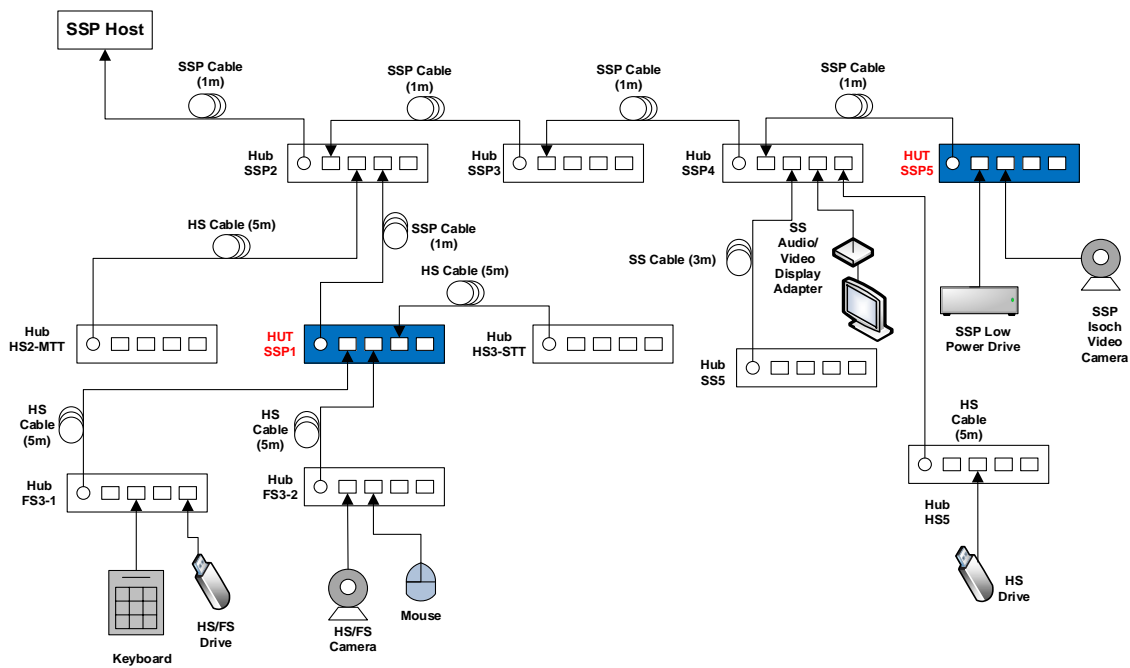 SSP Host
SSP Cable
(1m)
SSP Cable
(1m)
SSP Cable
(1m)
SSP Cable
(1m)
Hub
SSP2
Hub
SSP3
Hub
SSP4
HUT
SSP5
HS Cable (5m)
SSP Cable
(1m)
HS Cable (5m)
SS Cable (3m)
SS
Audio/
Video
Display
Adapter
SSP Low
Power Drive
SSP
Isoch
Video
Camera
Hub
HS2-MTT
HUT
SSP1
Hub
HS3-STT
Hub
SS5
HS
Cable
(5m)
HS
Cable
(5m)
HS
Cable
(5m)
Hub
FS3-1
Hub
FS3-2
Hub
HS5
Keyboard
HS/FS
Drive
HS/FS
Camera
Mouse
HS
Drive